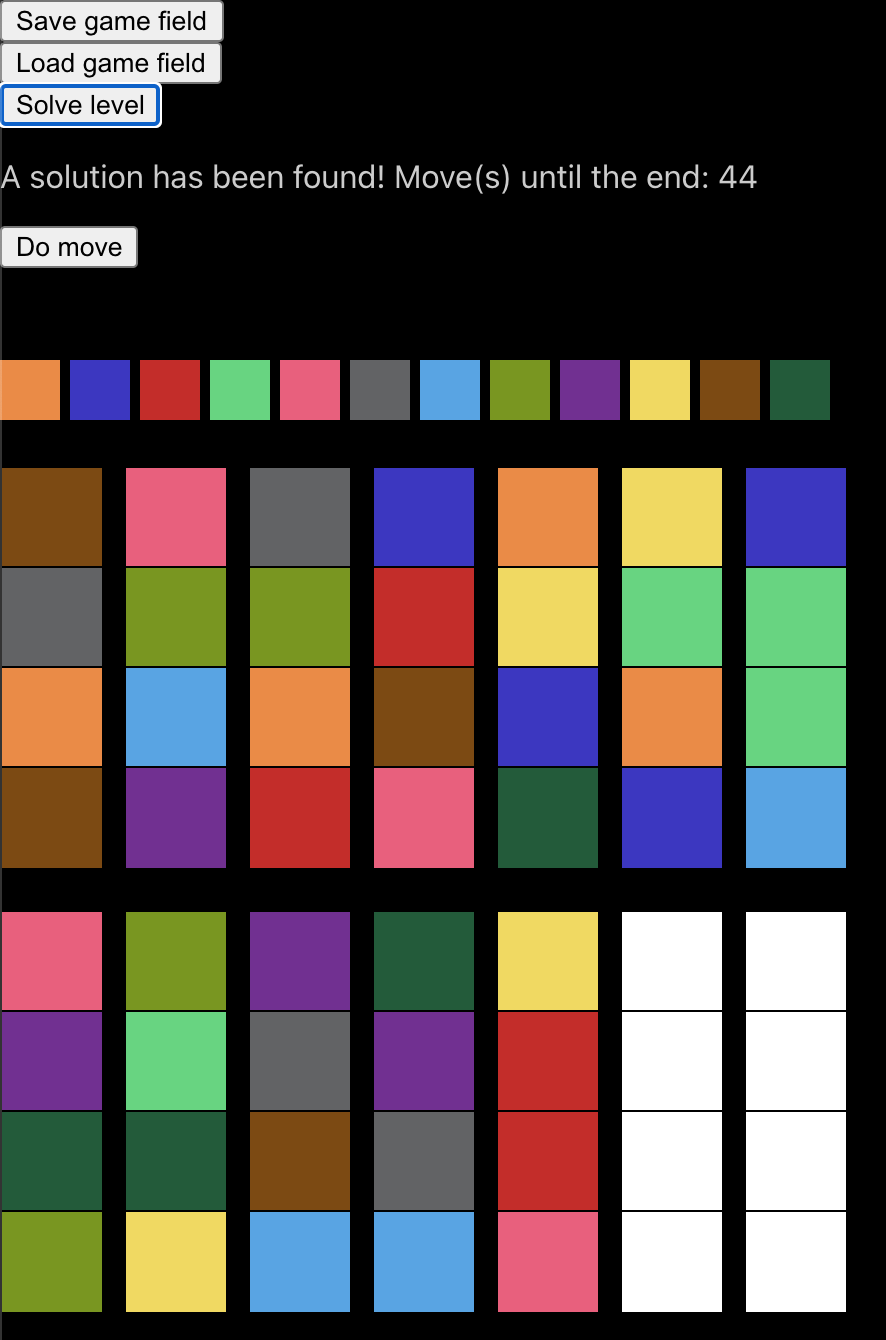 Save game field
Load game field
Solve level
A solution has been found! Move(s) until the end: 44
Do move